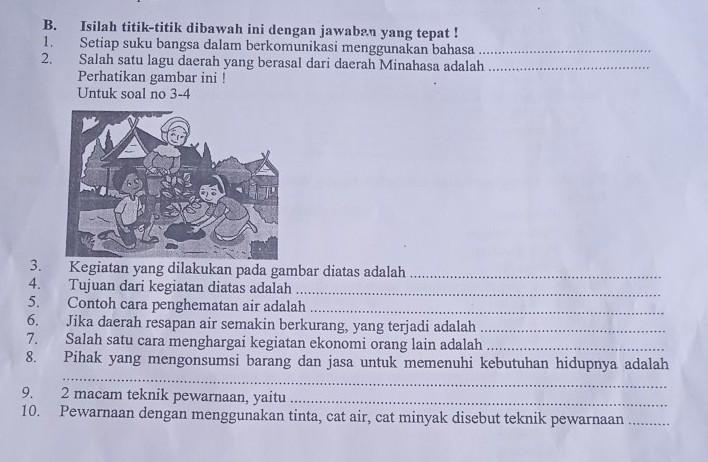 B. Isilah titik-titik dibawah ini dengan jawaban yang tepat !
1. Setiap suku bangsa dalam berkomunikasi menggunakan bahasa ....................
2. Salah satu lagu daerah yang berasal dari daerah Minahasa adalah ....................
Perhatikan gambar ini !
Untuk soal no 3-4
3. Kegiatan yang dilakukan pada gambar diatas adalah ....................
4. Tujuan dari kegiatan diatas adalah ....................
5. Contoh cara penghematan air adalah ....................
6. Jika daerah resapan air semakin berkurang, yang terjadi adalah ....................
7. Salah satu cara menghargai kegiatan ekonomi orang lain adalah ....................
8. Pihak yang mengonsumsi barang dan jasa untuk memenuhi kebutuhan hidupnya adalah
....................
9. 2 macam teknik pewarnaan, yaitu ....................
10. Pewarnaan dengan menggunakan tinta, cat air, cat minyak disebut teknik pewarnaan ..........